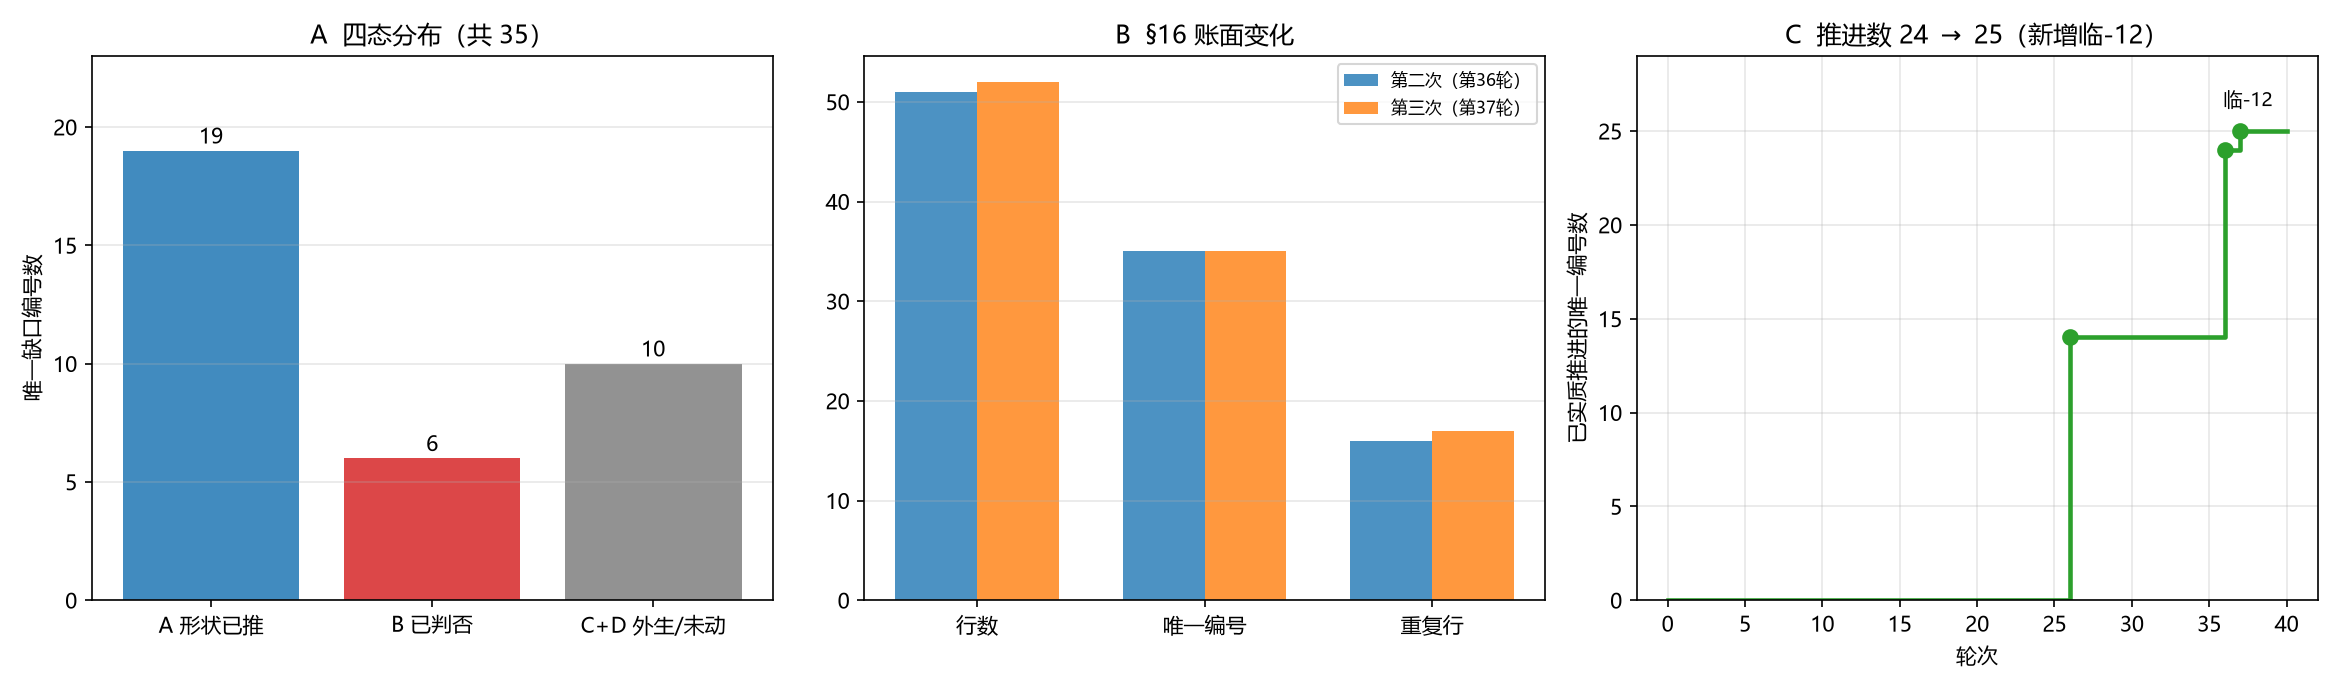 A 四态分布（共 35）
唯一缺口编号数
20
15
10
5
0
19
6
10
A 形状已推
B 已判否
C+D 外生/未动
B §16 账面变化
50
40
30
20
10
0
第二次（第36轮）
第三次（第37轮）
行数
唯一编号
重复行
C 推进数 24 → 25（新增临-12）
已实质推进的唯一编号数
25
20
15
10
5
0
临-12
0 5 10 15 20 25 30 35 40
轮次